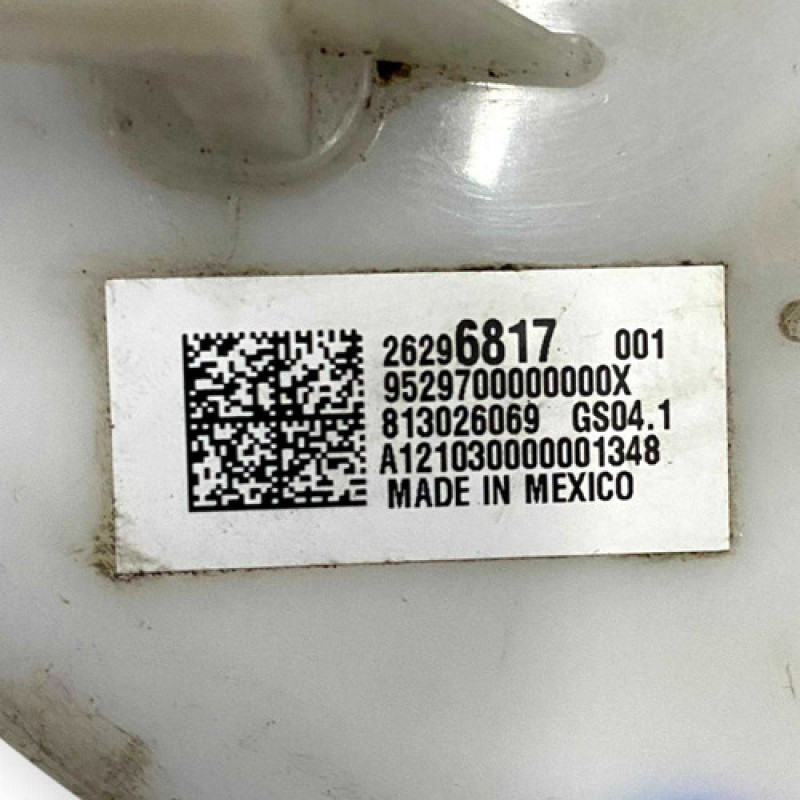 26296817 001
9529700000000X
813026069 GS04.1
A121030000001348
MADE IN MEXICO